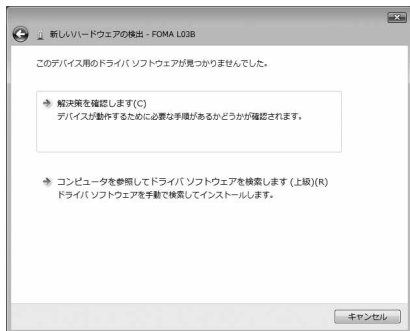 新しいハードウェアの検出 - FOMA L03B
このデバイス用のドライバ ソフトウェアが見つかりませんでした。
解決策を確認します(C)
デバイスが動作するために必要な手順があるかどうかが確認されます。
コンピュータを参照してドライバ ソフトウェアを検索します (上級)(R)
ドライバ ソフトウェアを手動で検索してインストールします。
キャンセル